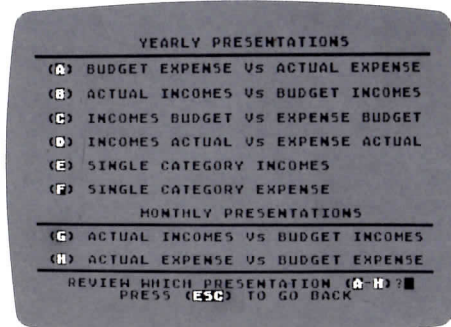 YEARLY PRESENTATIONS
(A) BUDGET EXPENSE Vs ACTUAL EXPENSE
(B) ACTUAL INCOMES Vs BUDGET INCOMES
(C) INCOMES BUDGET Vs EXPENSE BUDGET
(D) INCOMES ACTUAL Vs EXPENSE ACTUAL
(E) SINGLE CATEGORY INCOMES
(F) SINGLE CATEGORY EXPENSE
MONTHLY PRESENTATIONS
(G) ACTUAL INCOMES Vs BUDGET INCOMES
(H) ACTUAL EXPENSE Vs BUDGET EXPENSE
REVIEW WHICH PRESENTATION (A-H)?
PRESS (ESC) TO GO BACK